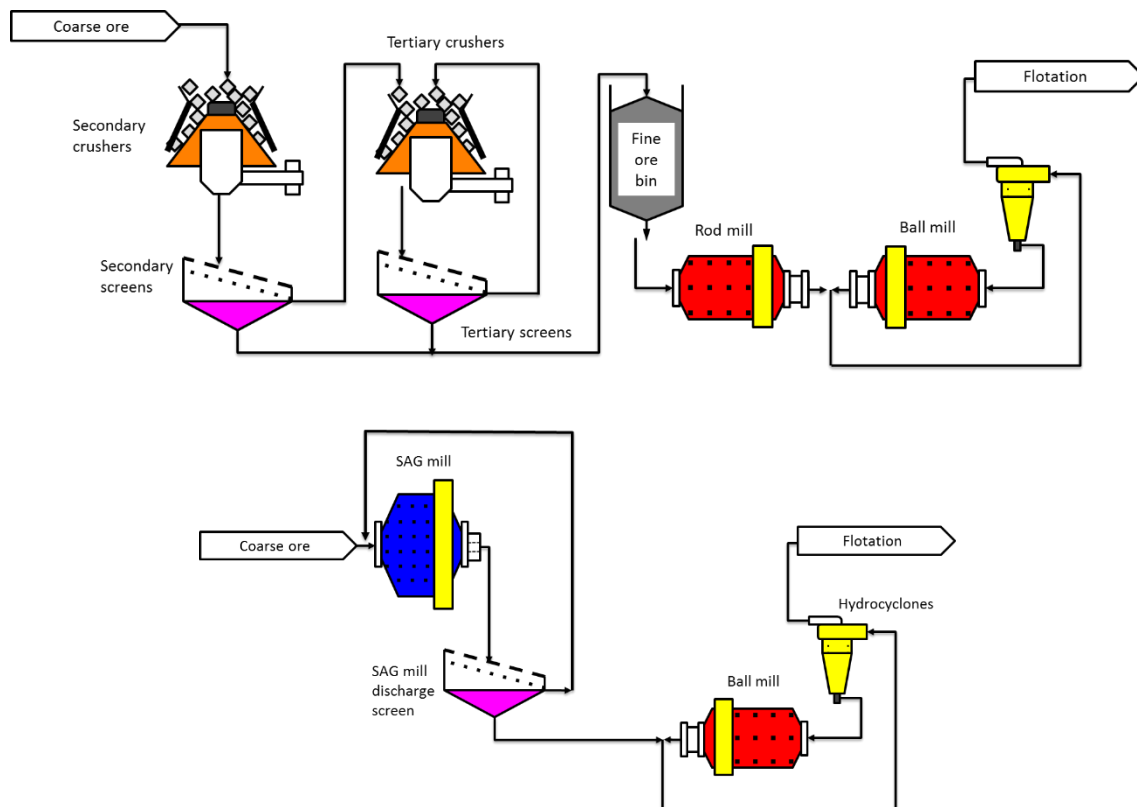 Coarse ore
Tertiary crushers
Flotation
Secondary
crushers
Fine
ore
bin
Rod mill
Ball mill
Secondary
screens
Tertiary screens
SAG mill
Coarse ore
Flotation
Hydrocyclones
SAG mill
discharge
screen
Ball mill